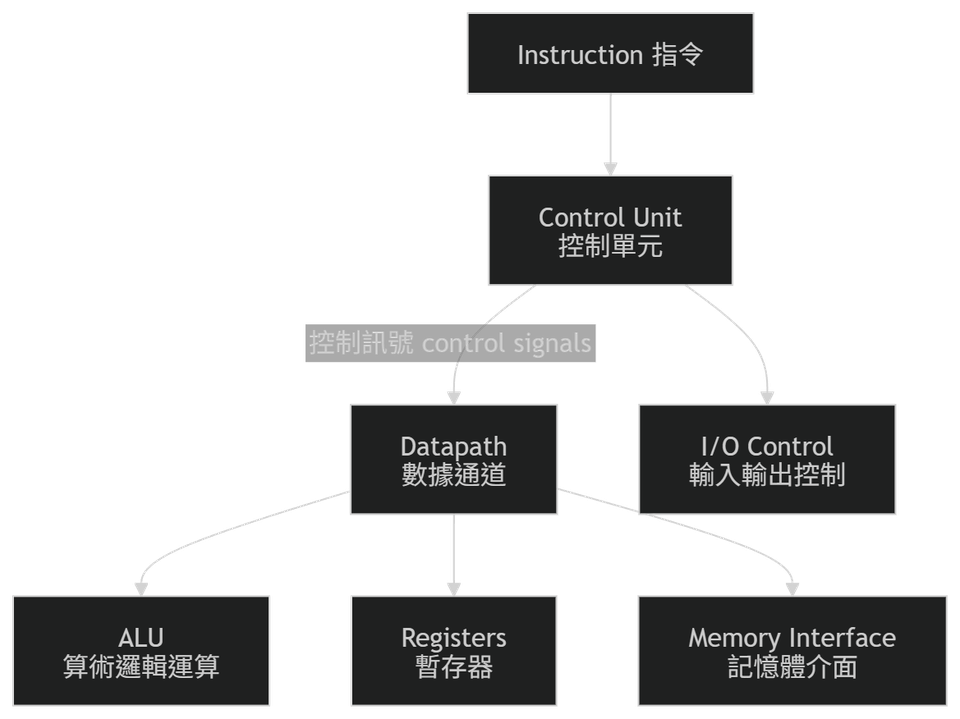 Instruction 指令
Control Unit
控制單元
控制訊號 control signals
Datapath
數據通道
I/O Control
輸入輸出控制
ALU
算術邏輯運算
Registers
暫存器
Memory Interface
記憶體介面